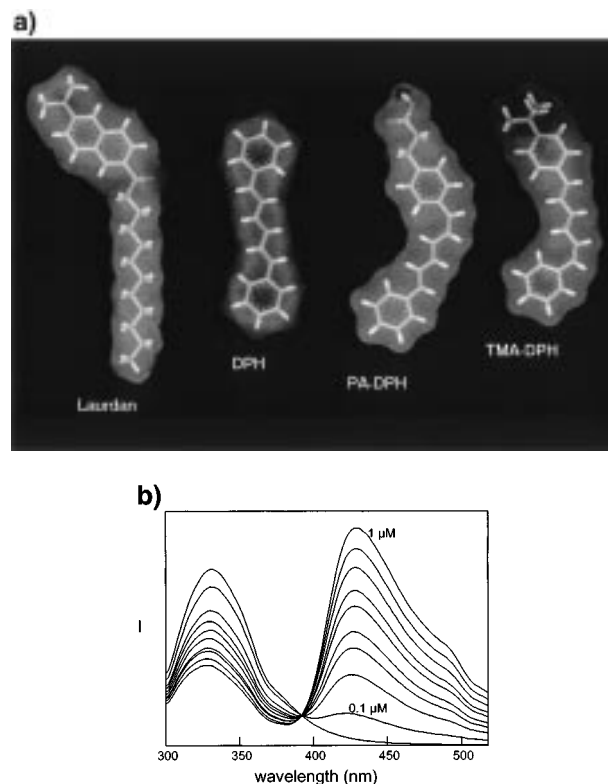 a)
Laurdan
DPH
PA-DPH
TMA-DPH
b)
1 µM
I
0.1 µM
300 350 400 450 500
wavelength (nm)